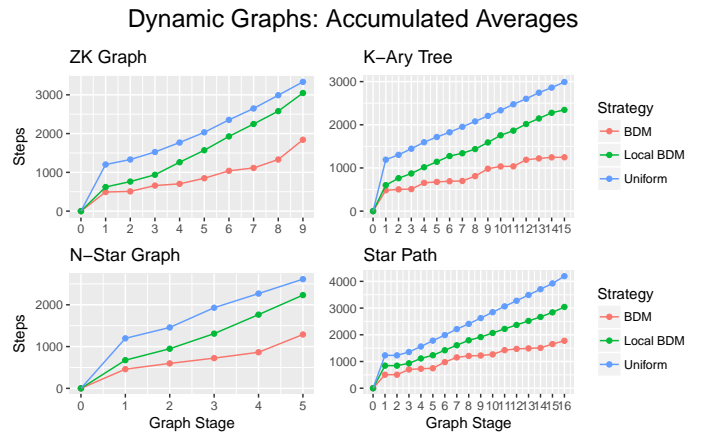 Dynamic Graphs: Accumulated Averages
ZK Graph
K−Ary Tree
Steps
3000
2000
1000
0
0 1 2 3 4 5 6 7 8 9
3000
2000
1000
0
0 1 2 3 4 5 6 7 8 9 10 11 12 13 14 15
Strategy
BDM
Local BDM
Uniform
N−Star Graph
Star Path
Steps
2000
1000
0
0 1 2 3 4 5
Graph Stage
4000
3000
2000
1000
0
0 1 2 3 4 5 6 7 8 9 10 11 12 13 14 15 16
Graph Stage
Strategy
BDM
Local BDM
Uniform